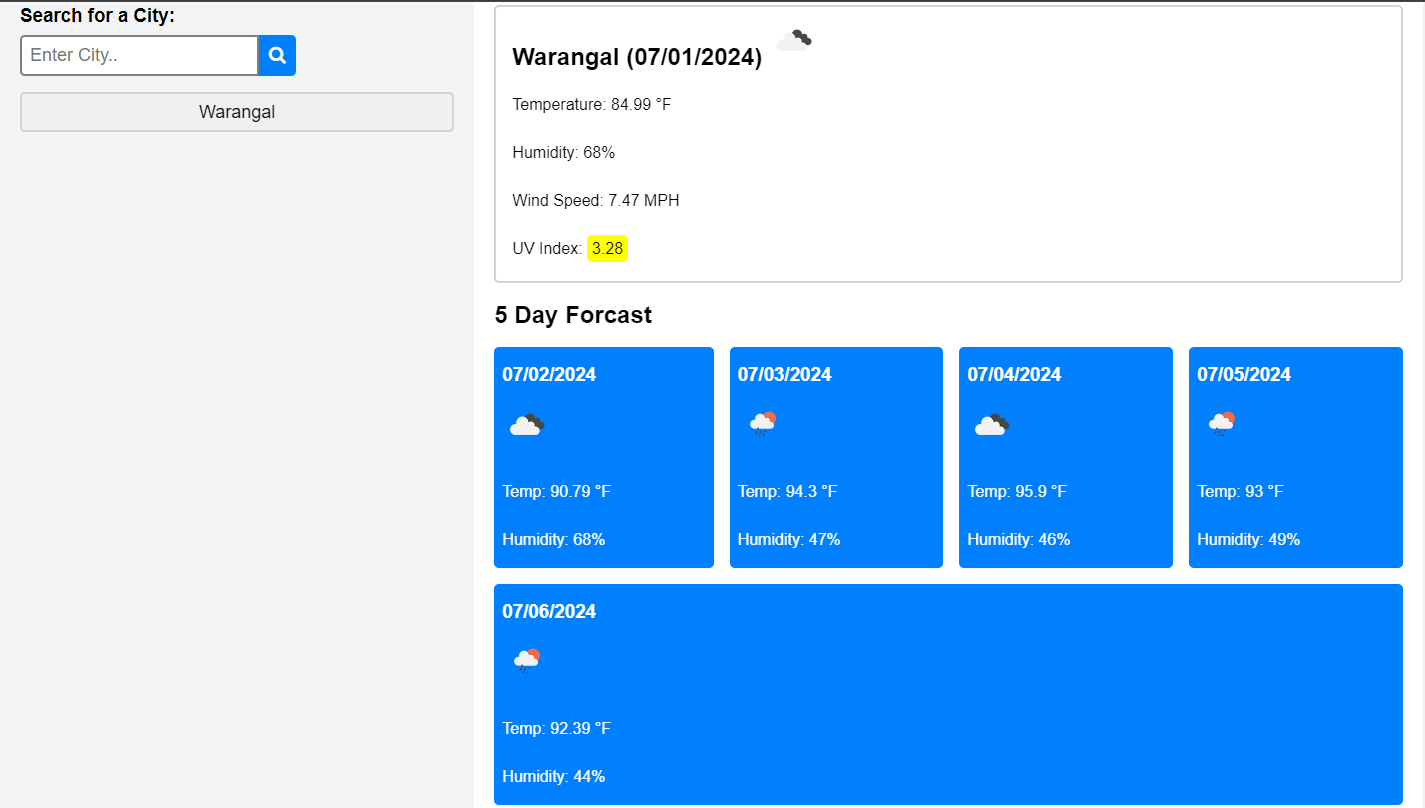 Search for a City:
Enter City..
Warangal
Warangal (07/01/2024)
Temperature: 84.99 °F
Humidity: 68%
Wind Speed: 7.47 MPH
UV Index: 3.28
5 Day Forcast
07/02/2024
Temp: 90.79 °F
Humidity: 68%
07/03/2024
Temp: 94.3 °F
Humidity: 47%
07/04/2024
Temp: 95.9 °F
Humidity: 46%
07/05/2024
Temp: 93 °F
Humidity: 49%
07/06/2024
Temp: 92.39 °F
Humidity: 44%